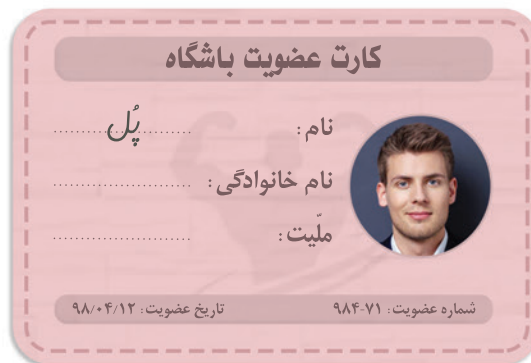 کارت عضویت باشگاه
نام: پُل
نام خانوادگی:
ملّیت:
شماره عضویت: ۹۸۴-۷۱ تاریخ عضویت: ۹۸/۰۴/۱۲